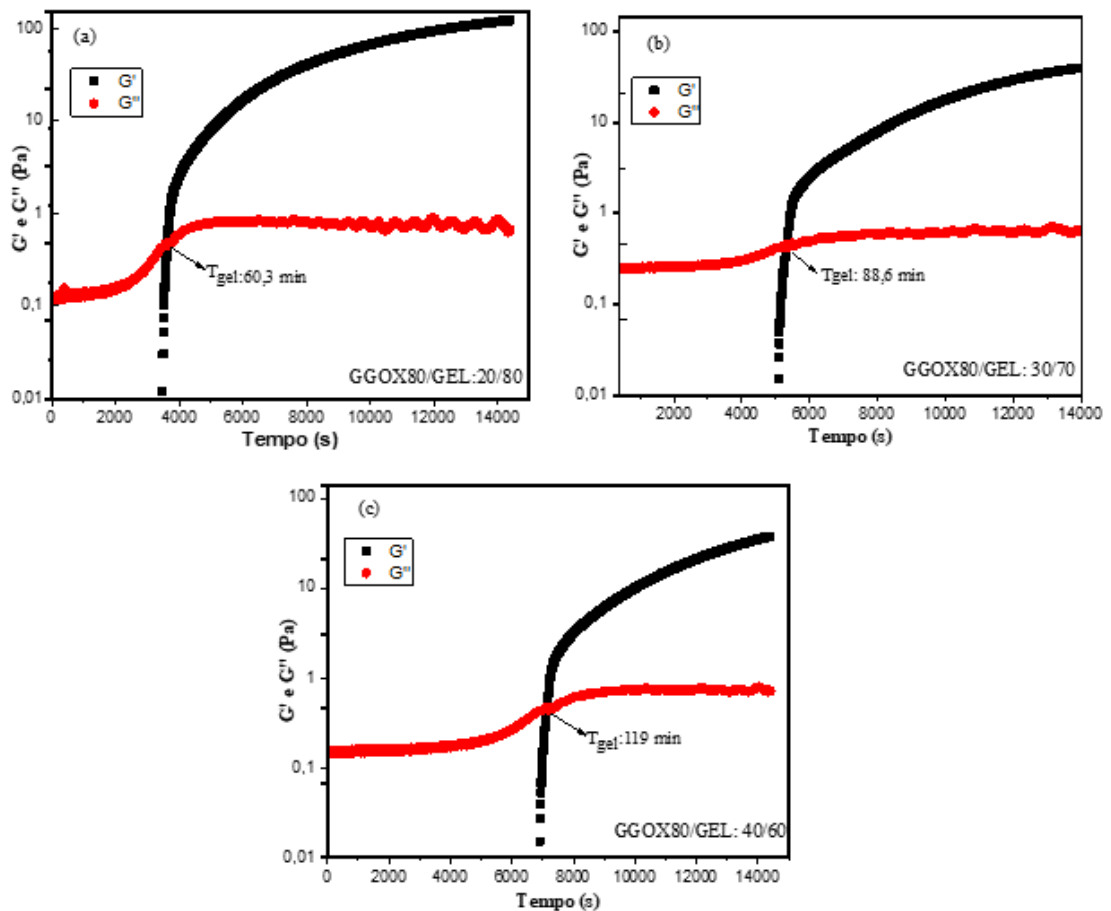 (a)
G'
G''
G' e G'' (Pa)
100
10
1
0,1
0,01
Tgel:60,3 min
GGOX80/GEL:20/80
0 2000 4000 6000 8000 10000 12000 14000
Tempo (s)
(b)
G'
G''
G' e G'' (Pa)
100
10
1
0,1
0,01
Tgel: 88,6 min
GGOX80/GEL: 30/70
2000 4000 6000 8000 10000 12000 14000
Tempo (s)
(c)
G'
G''
G' e G'' (Pa)
100
10
1
0,1
0,01
Tgel:119 min
GGOX80/GEL: 40/60
0 2000 4000 6000 8000 10000 12000 14000
Tempo (s)